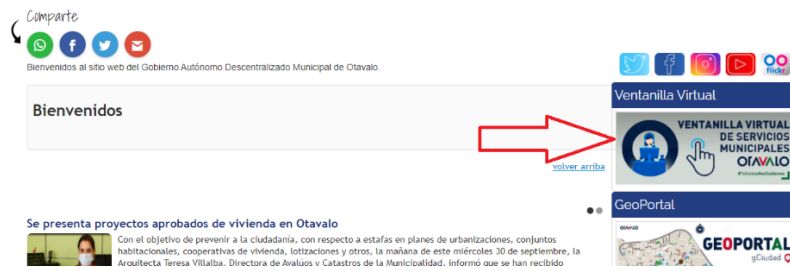 Comparte
Bienvenidos al sitio web del Gobierno Autónomo Descentralizado Municipal de Otavalo.
Bienvenidos
volver arriba
Se presenta proyectos aprobados de vivienda en Otavalo
Con el objetivo de prevenir a la ciudadanía, con respecto a estafas en planes de urbanizaciones, conjuntos
habitacionales, cooperativas de vivienda, lotizaciones y otros, la mañana de este miércoles 30 de septiembre, la
Arquitecta Teresa Villalba, Directora de Avalúos y Catastros de la Municipalidad, informó que se han recibido
flickr
Ventanilla Virtual
VENTANILLA VIRTUAL
DE SERVICIOS
MUNICIPALES
OTAVALO
GeoPortal
OTAVALO
GEOPORTAL
gCiudad